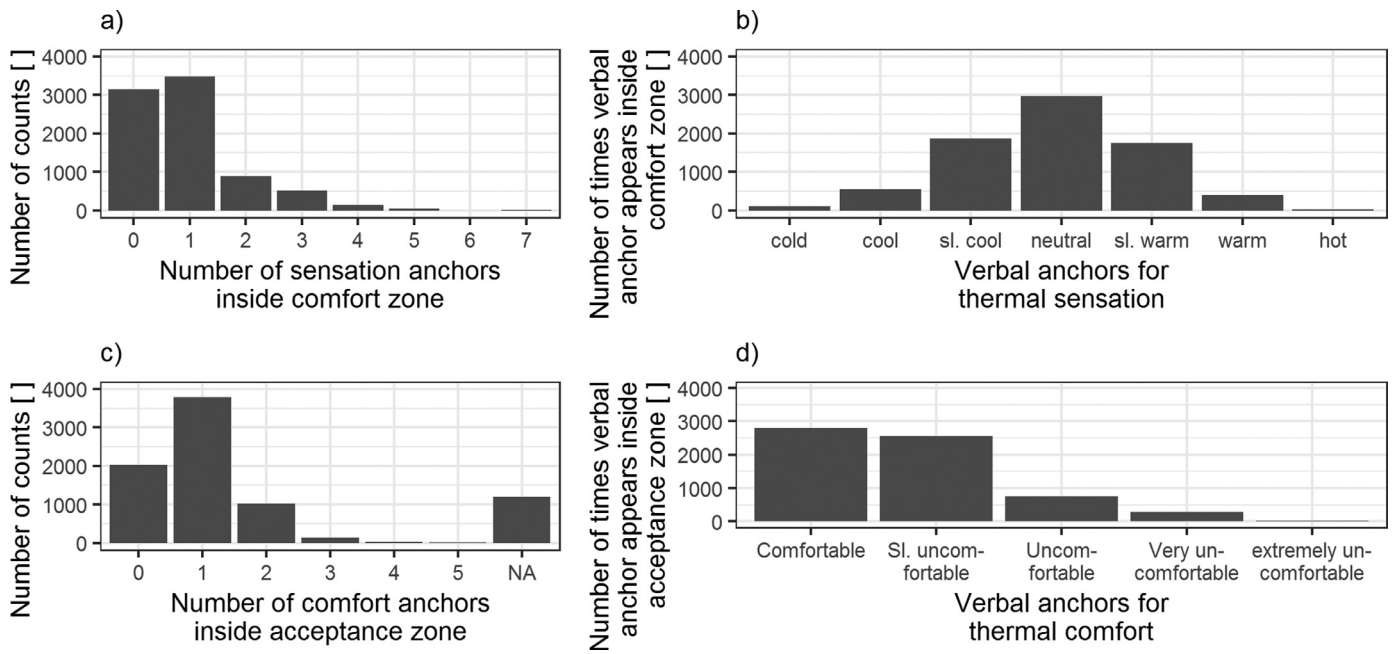 a)
Number of counts [ ]
4000
3000
2000
1000
0
0 1 2 3 4 5 6 7
Number of sensation anchors
inside comfort zone
b)
Number of times verbal
anchor appears inside
comfort zone [ ]
4000
3000
2000
1000
0
cold cool sl. cool neutral sl. warm warm hot
Verbal anchors for
thermal sensation
c)
Number of counts [ ]
4000
3000
2000
1000
0
0 1 2 3 4 5 NA
Number of comfort anchors
inside acceptance zone
d)
Number of times verbal
anchor appears inside
acceptance zone [ ]
4000
3000
2000
1000
0
Comfortable Sl. uncom- Uncom- Very un- extremely un-
fortable fortable comfortable comfortable
Verbal anchors for
thermal comfort